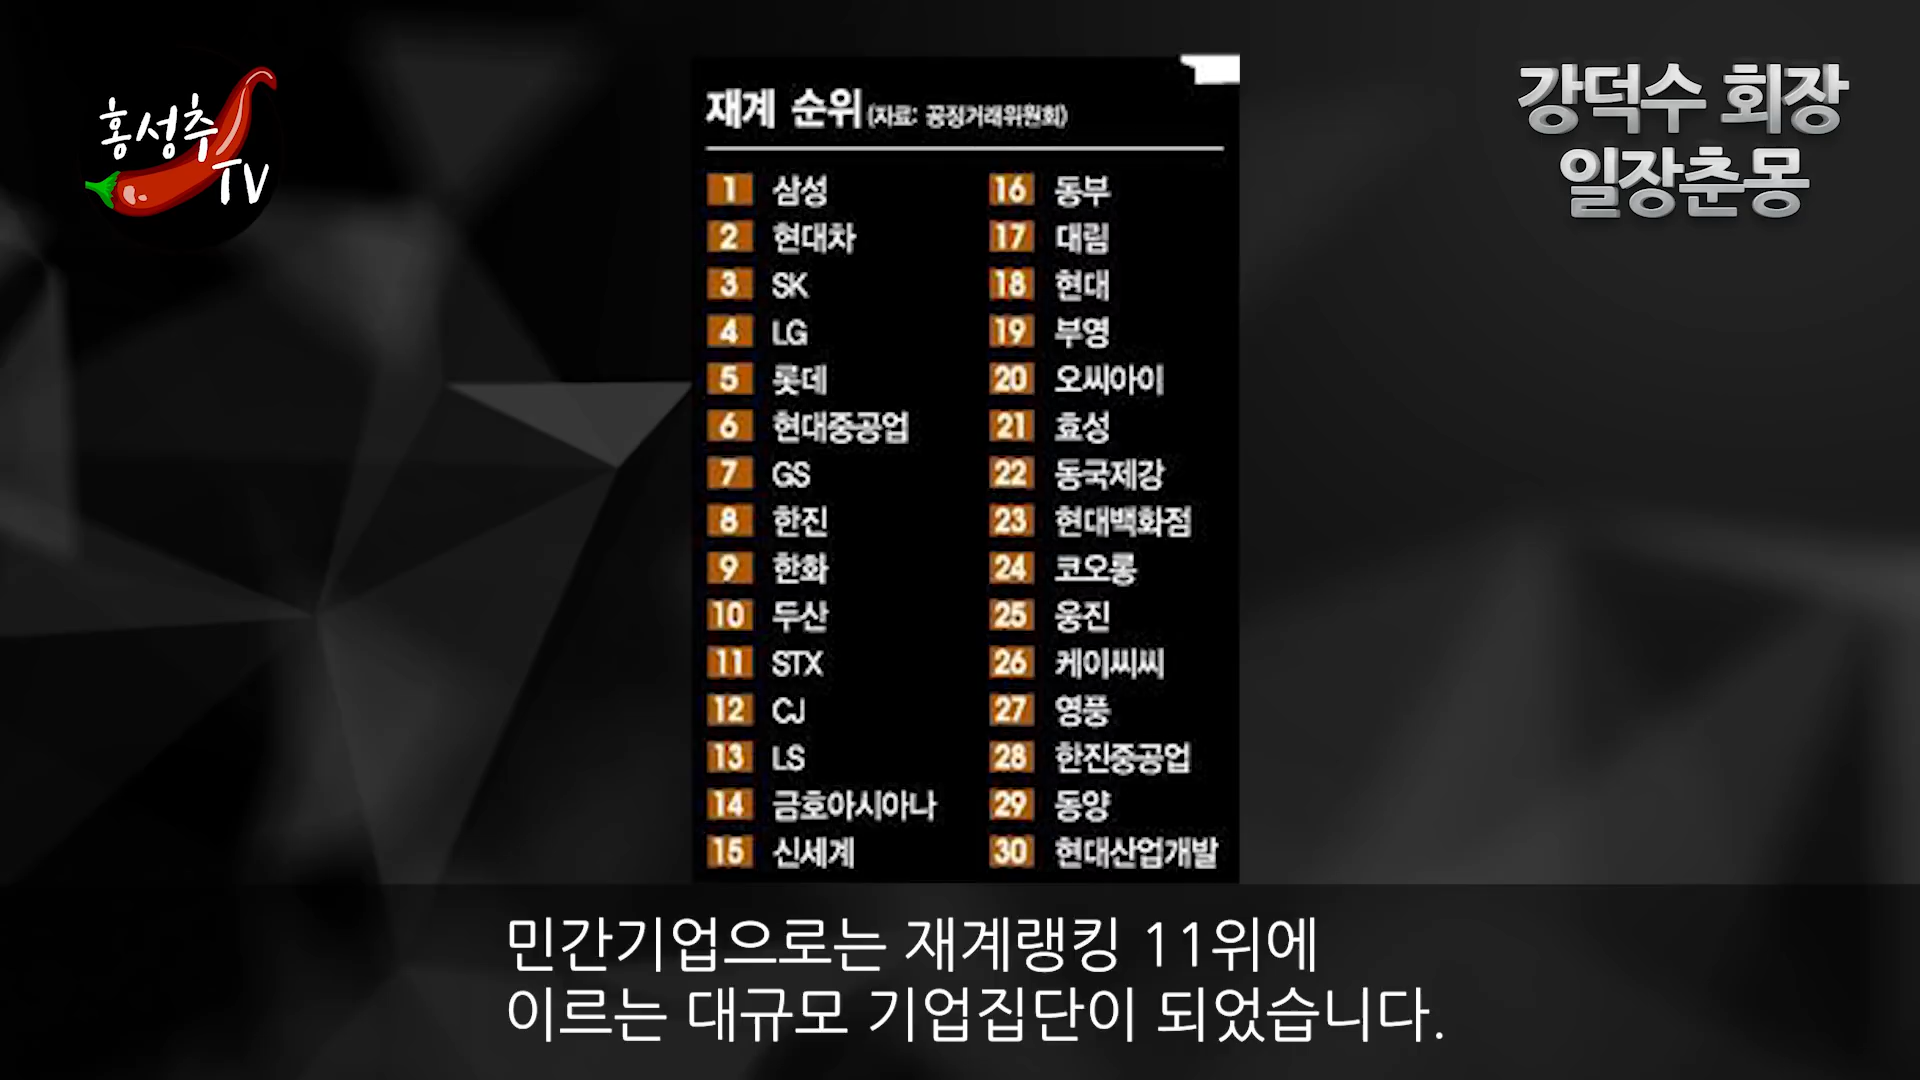 홍성추
TV
강덕수 회장
일장춘몽
재계 순위(자료: 공정거래위원회)
1 삼성
2 현대차
3 SK
4 LG
5 롯데
6 현대중공업
7 GS
8 한진
9 한화
10 두산
11 STX
12 CJ
13 LS
14 금호아시아나
15 신세계
16 동부
17 대림
18 현대
19 부영
20 오씨아이
21 효성
22 동국제강
23 현대백화점
24 코오롱
25 웅진
26 케이씨씨
27 영풍
28 한진중공업
29 동양
30 현대산업개발
민간기업으로는 재계랭킹 11위에
이르는 대규모 기업집단이 되었습니다.